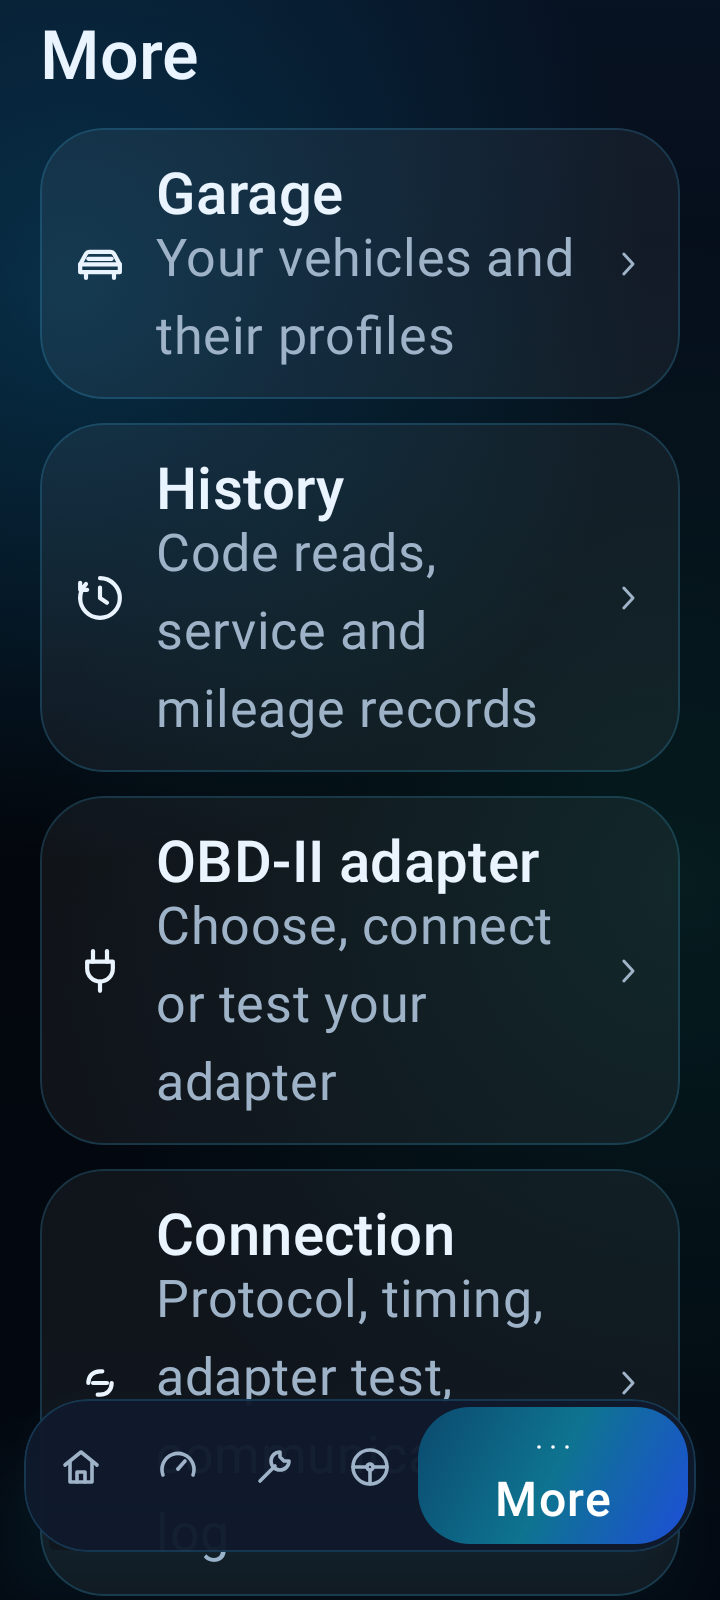 More
Garage
Your vehicles and
their profiles
History
Code reads,
service and
mileage records
OBD-II adapter
Choose, connect
or test your
adapter
Connection
Protocol, timing,
adapter test,
log
More